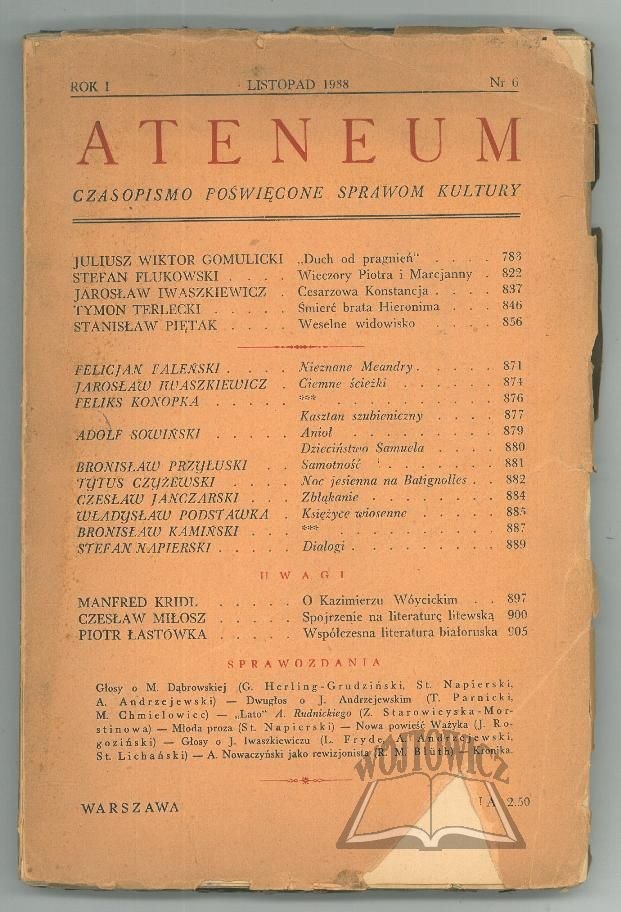 ROK I LISTOPAD 1938 Nr 6
ATENEUM
CZASOPISMO POŚWIĘCONE SPRAWOM KULTURY
JULIUSZ WIKTOR GOMULICKI „Duch od pragnień“ . . . . 783
STEFAN FLUKOWSKI . . . . Wieczory Piotra i Marcjanny . 822
JAROSŁAW IWASZKIEWICZ . Cesarzowa Konstancja . . . . 837
TYMON TERLECKI . . . . . Śmierć brata Hieronima . . . 846
STANISŁAW PIĘTAK . . . . . Weselne widowisko . . . . 856
FELICJAN FALEŃSKI . . . . Nieznane Meandry . . . . . 871
JAROSŁAW IWASZKIEWICZ . Ciemne ścieżki . . . . . . 874
FELIKS KONOPKA . . . . . *** . . . . . . . . . 876
Kasztan szubieniczny . . . . 877
ADOLF SOWIŃSKI . . . . . Anioł . . . . . . . . 879
Dzieciństwo Samuela . . . . 880
BRONISŁAW PRZYŁUSKI . . Samotność . . . . . . . 881
TYTUS CZYŻEWSKI . . . . Noc jesienna na Batignolles . . 882
CZESŁAW JANCZARSKI . . . Zbłąkanie . . . . . . . 884
WŁADYSŁAW PODSTAWKA . Księżyce wiosenne . . . . . 885
BRONISŁAW KAMIŃSKI . . . *** . . . . . . . . . 887
STEFAN NAPIERSKI . . . . . Dialogi . . . . . . . . 889
UWAGI
MANFRED KRIDL . . . . . O Kazimierzu Wóycickim . . 897
CZESŁAW MIŁOSZ . . . . . Spojrzenie na literaturę litewską 900
PIOTR ŁASTÓWKA . . . . . Współczesna literatura białoruska 905
SPRAWOZDANIA
Głosy o M. Dąbrowskiej (G. Herling-Grudziński, St. Napierski,
A. Andrzejewski) — Dwugłos o J. Andrzejewskim (T. Parnicki,
M. Chmielowiec) — „Lato“ A. Rudnickiego (Z. Starowieyska-Mor-
stinowa) — Młoda proza (St. Napierski) — Nowa powieść Ważyka (J. Ro-
goziński) — Głosy o J. Iwaszkiewiczu (L. Fryde, A. Andrzejewski,
St. Lichański) — A. Nowaczyński jako rewizjonista (R. M. Blüth) — Kronika.
WARSZAWA 2.50
WÓJTOWICZ